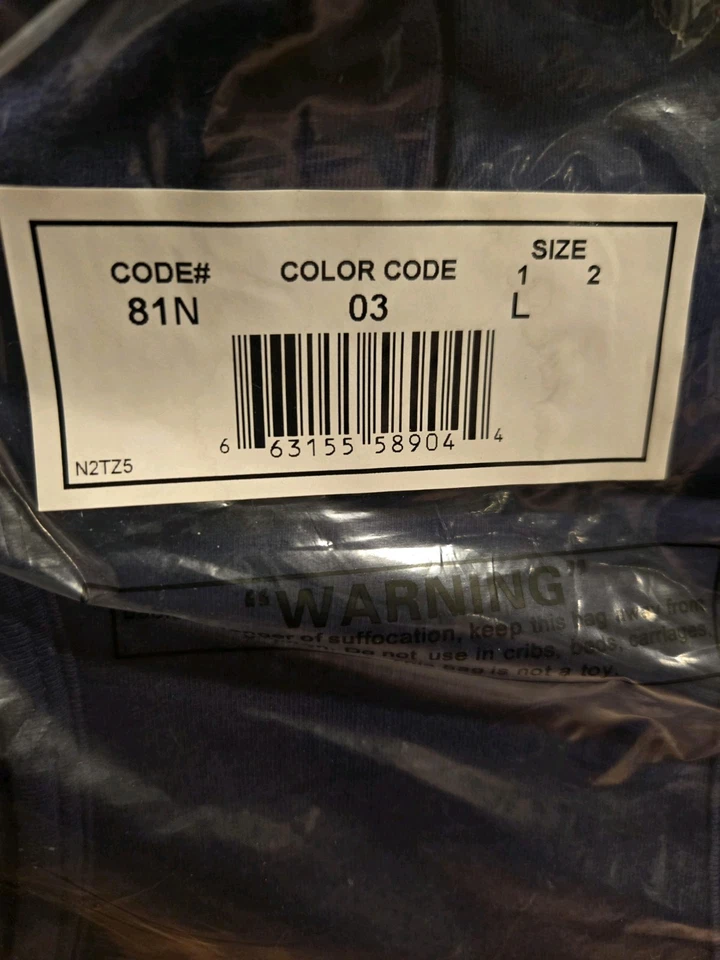 CODE# COLOR CODE SIZE
1 2
81N 03 L
6 63155 58904 4
N2TZ5
“WARNING”
of suffocation, keep this bag away from
Do not use in cribs, beds, carriages
bag is not a toy.